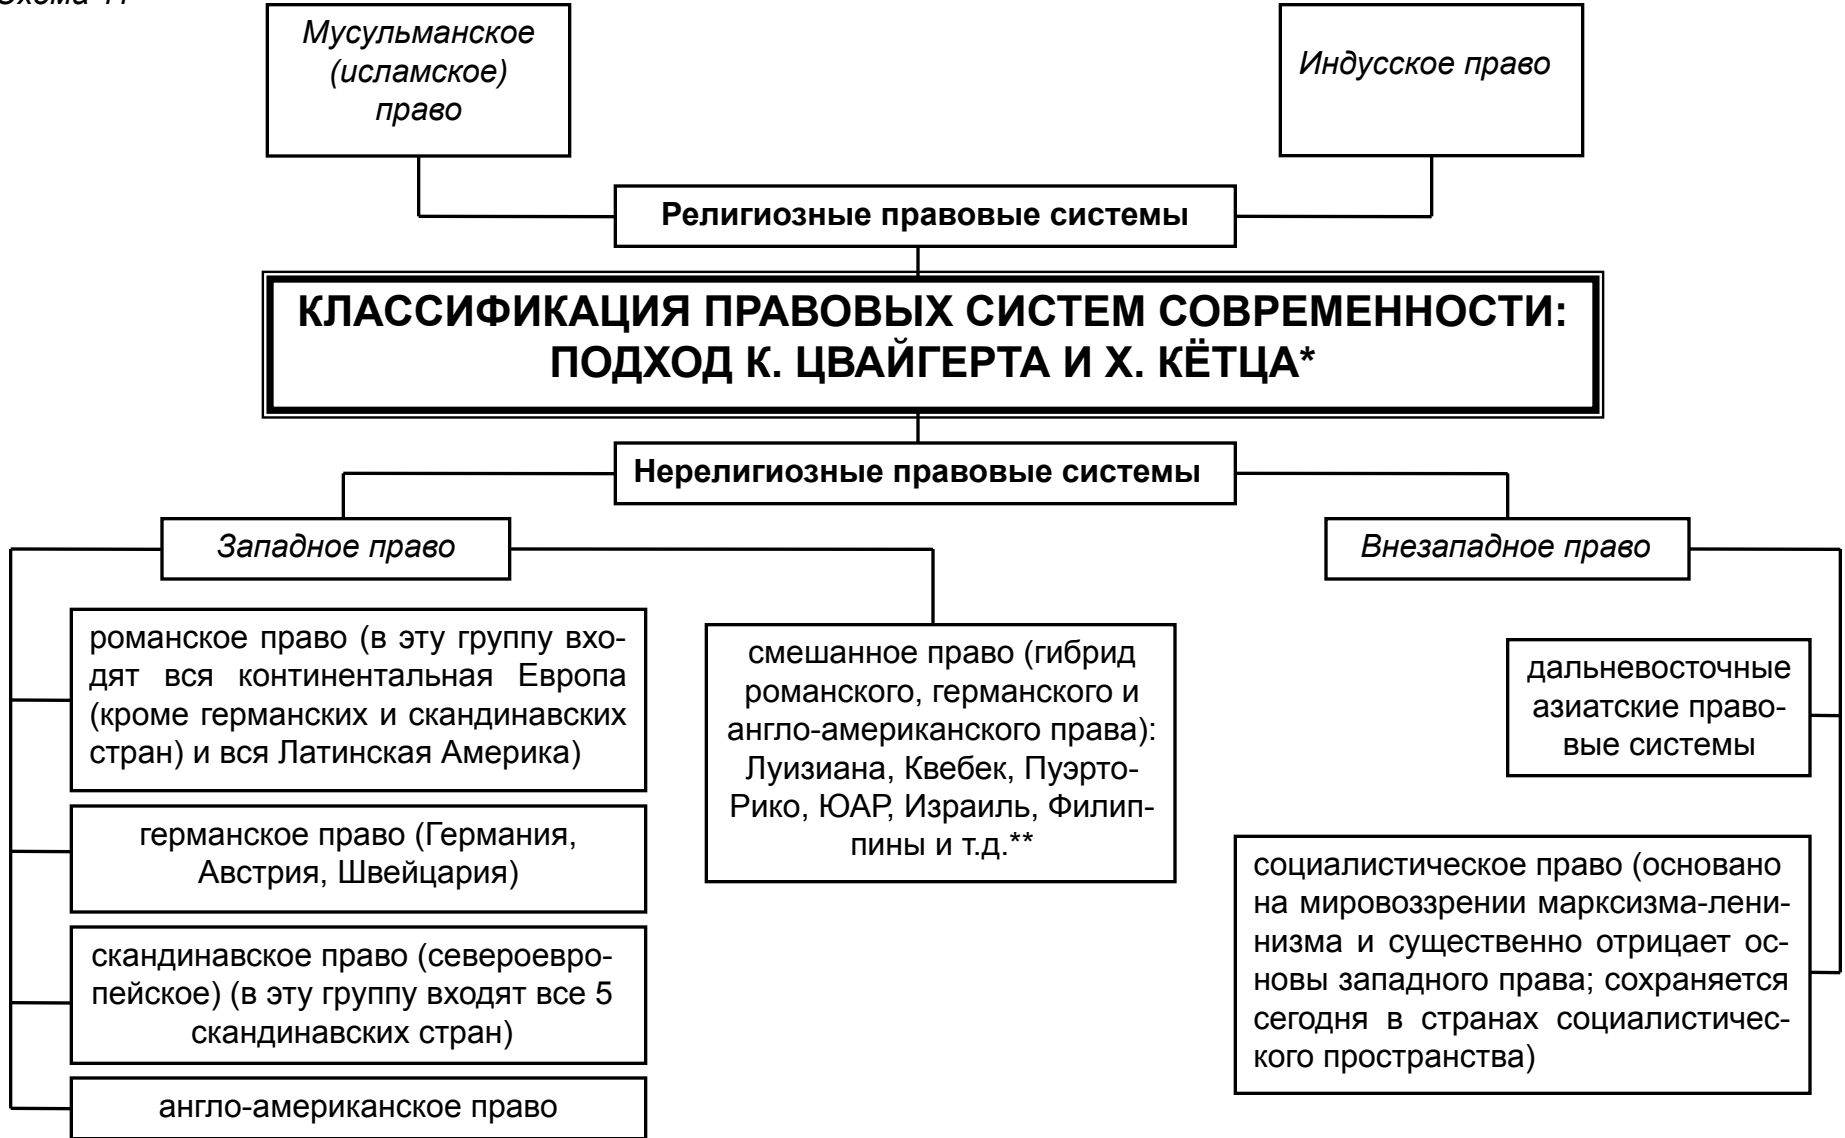 Схема 11
Мусульманское
(исламское)
право
Индусское право
Религиозные правовые системы
КЛАССИФИКАЦИЯ ПРАВОВЫХ СИСТЕМ СОВРЕМЕННОСТИ:
ПОДХОД К. ЦВАЙГЕРТА И Х. КЁТЦА*
Нерелигиозные правовые системы
Западное право
Внезападное право
романское право (в эту группу вхо-
дят вся континентальная Европа
(кроме германских и скандинавских
стран) и вся Латинская Америка)
германское право (Германия,
Австрия, Швейцария)
скандинавское право (североевро-
пейское) (в эту группу входят все 5
скандинавских стран)
англо-американское право
смешанное право (гибрид
романского, германского и
англо-американского права):
Луизиана, Квебек, Пуэрто-
Рико, ЮАР, Израиль, Филип-
пины и т.д.**
дальневосточные
азиатские право-
вые системы
социалистическое право (основано
на мировоззрении марксизма-лени-
низма и существенно отрицает ос-
новы западного права; сохраняется
сегодня в странах социалистичес-
кого пространства)